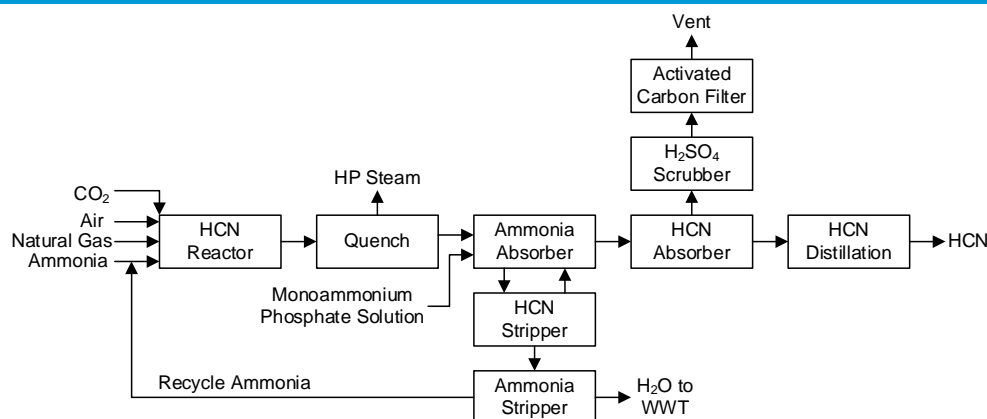 Vent
Activated
Carbon Filter
H₂SO₄
Scrubber
HP Steam
CO₂
Air
Natural Gas
Ammonia
HCN
Reactor
Quench
Ammonia
Absorber
HCN
Absorber
HCN
Distillation
HCN
Monoammonium
Phosphate Solution
HCN
Stripper
Recycle Ammonia
Ammonia
Stripper
H₂O to
WWT